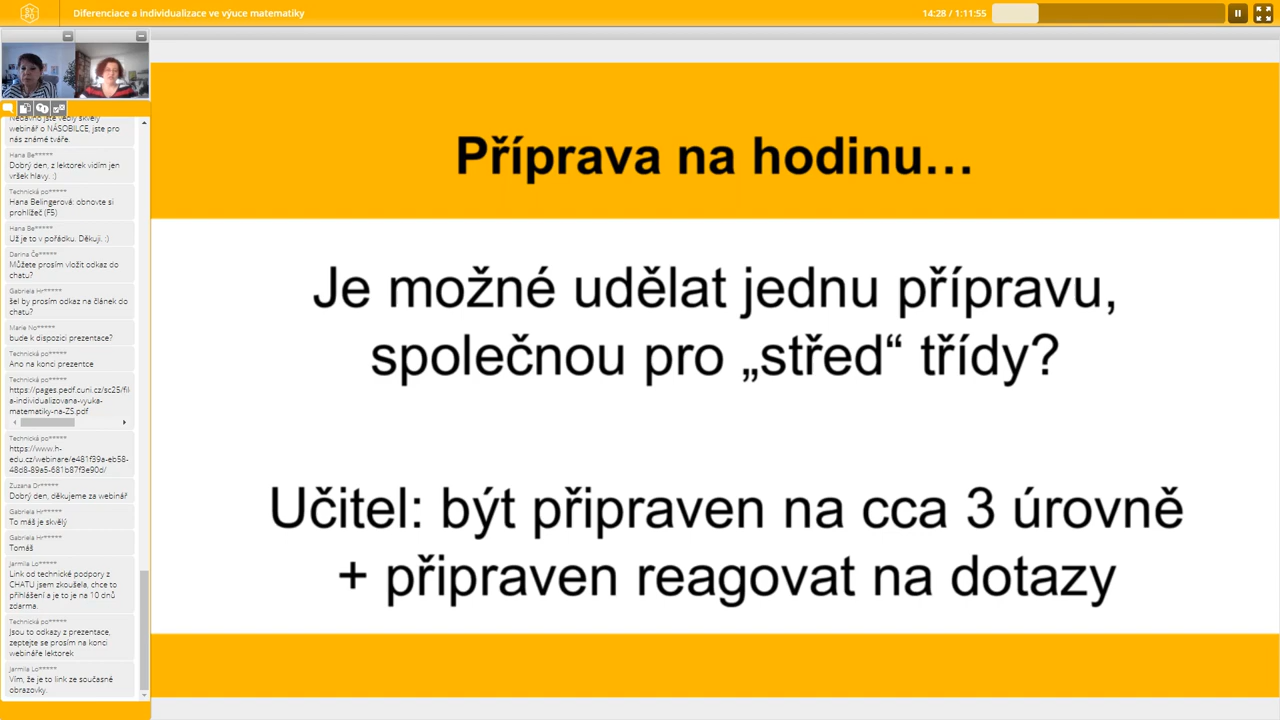 Diferenciace a individualizace ve výuce matematiky
14:28 / 1:11:55
Příprava na hodinu…
Je možné udělat jednu přípravu,
společnou pro „střed“ třídy?
Učitel: být připraven na cca 3 úrovně
+ připraven reagovat na dotazy
Nedávno jste vedly skvělý
webinář o NÁSOBILCE, jste pro
nás známé tváře.
Hana Be*****
Dobrý den, z lektorek vidím jen
vršek hlavy. :)
Technická po*****
Hana Belingerová: obnovte si
prohlížeč (F5)
Hana Be*****
Už je to v pořádku. Děkuji. :)
Darina Če*****
Můžete prosím vložit odkaz do
chatu?
Gabriela Hr*****
šel by prosím odkaz na článek do
chatu?
Marie No*****
bude k dispozici prezentace?
Technická po*****
Ano na konci prezentce
Technická po*****
https://pages.pedf.cuni.cz/sc25/fil
a-individualizovana-vyuka-
matematiky-na-ZS.pdf
Technická po*****
https://www.h-
edu.cz/webinare/e481f39a-eb58-
48d8-89a5-681b87f3e90d/
Zuzana Dr*****
Dobrý den, děkujeme za webinář
Gabriela Hr*****
To máš je skvělý
Gabriela Hr*****
Tomáš
Jarmila Lo*****
Link od technické podpory z
CHATU jsem zkoušela, chce to
přihlášení a je to je na 10 dnů
zdarma.
Technická po*****
Jsou to odkazy z prezentace,
zeptejte se prosím na konci
webináře lektorek
Jarmila Lo*****
Vím, že je to link ze současné
obrazovky.